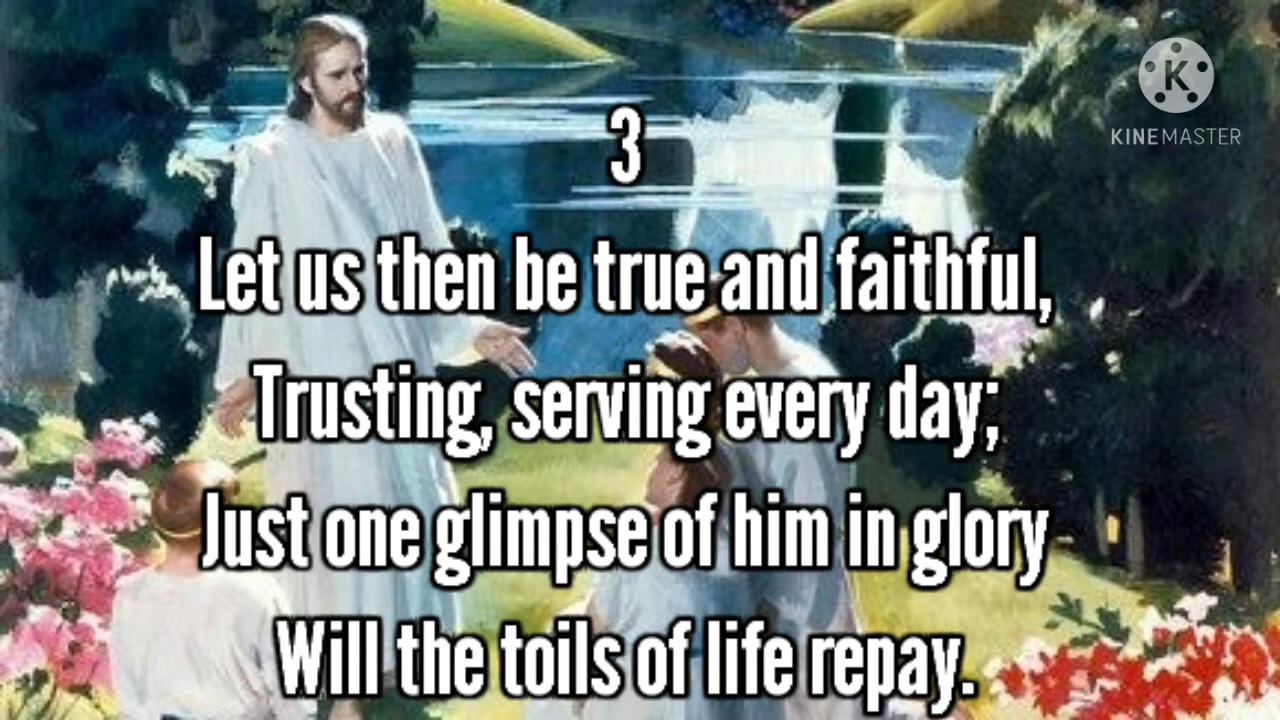 KINEMASTER
3
Let us then be true and faithful,
Trusting, serving every day;
Just one glimpse of him in glory
Will the toils of life repay.